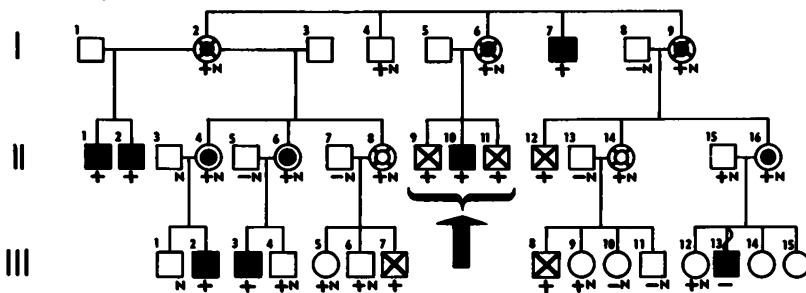 I
1 2 3 4 5 6 7 8 9
+N +N +N + -N +N
II
1 2 3 4 5 6 7 8 9 10 11 12 13 14 15 16
+ + N +N -N +N -N +N + + + + -N +N +N +N
III
1 2 3 4 5 6 7 8 9 10 11 12 13 14 15
N + + +N +N +N + + +N -N -N +N -